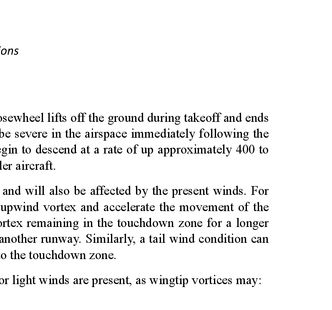 ions
osewheel lifts off the ground during takeoff and ends
be severe in the airspace immediately following the
gin to descend at a rate of up approximately 400 to
ler aircraft.
and will also be affected by the present winds. For
upwind vortex and accelerate the movement of the
ortex remaining in the touchdown zone for a longer
another runway. Similarly, a tail wind condition can
to the touchdown zone.
or light winds are present, as wingtip vortices may: